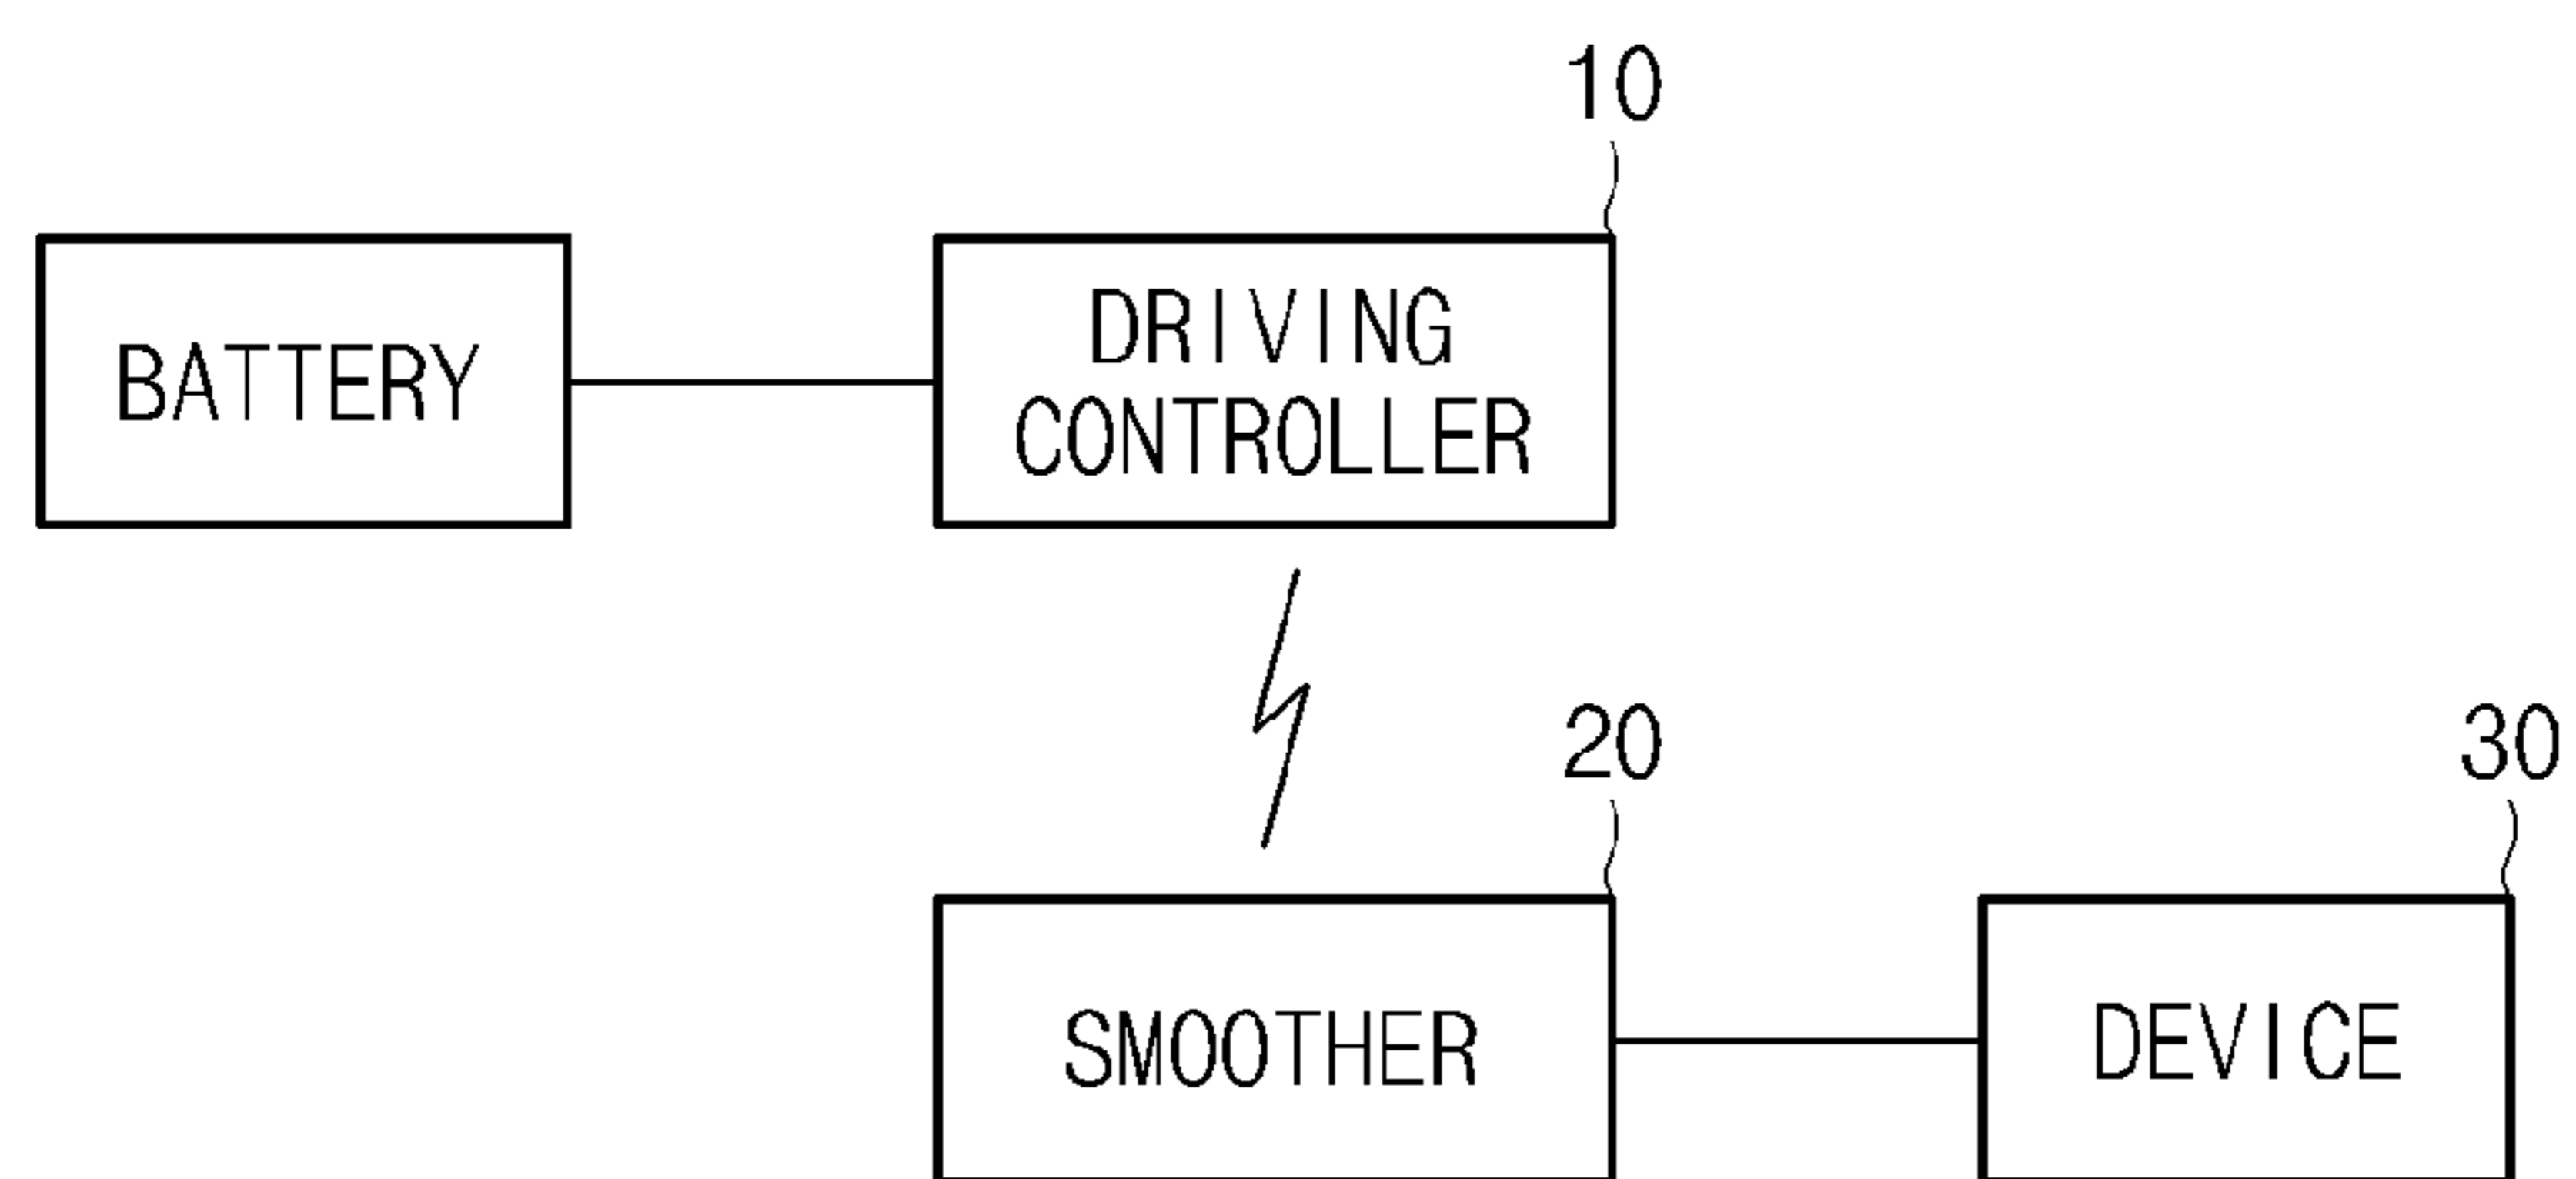 10
BATTERY
DRIVING
CONTROLLER
20
30
SMOOTHER
DEVICE